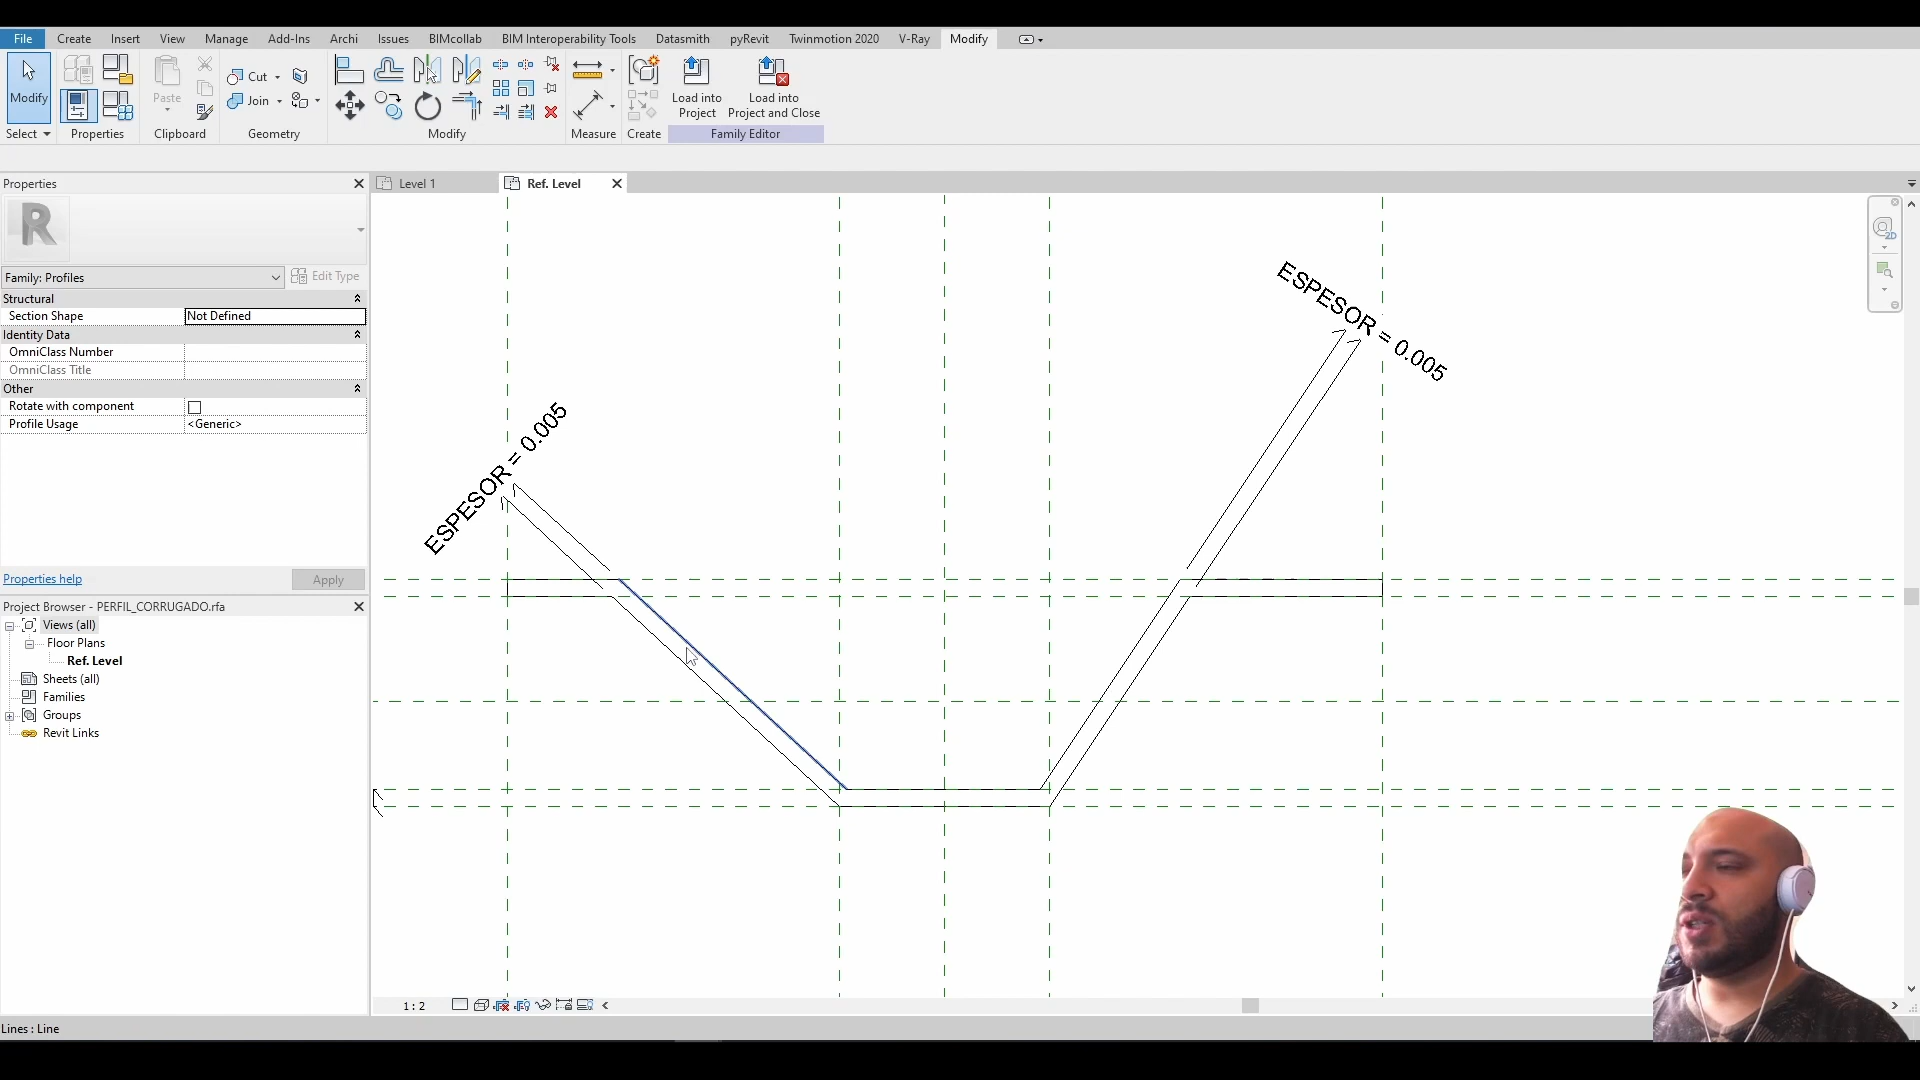 File Create Insert View Manage Add-Ins Archi Issues BIMcollab BIM Interoperability Tools Datasmith pyRevit Twinmotion 2020 V-Ray Modify
Modify
Paste
Cut
Join
Load into Project
Load into Project and Close
Select Properties Clipboard Geometry Modify Measure Create Family Editor
Properties
Level 1
Ref. Level
2D
R
Family: Profiles
Edit Type
Structural
Section Shape Not Defined
Identity Data
OmniClass Number
OmniClass Title
Other
Rotate with component
Profile Usage <Generic>
Properties help
Apply
Project Browser - PERFIL_CORRUGADO.rfa
Views (all)
Floor Plans
Ref. Level
Sheets (all)
Families
Groups
Revit Links
ESPESOR = 0.005
ESPESOR = 0.005
1 : 2
Lines : Line